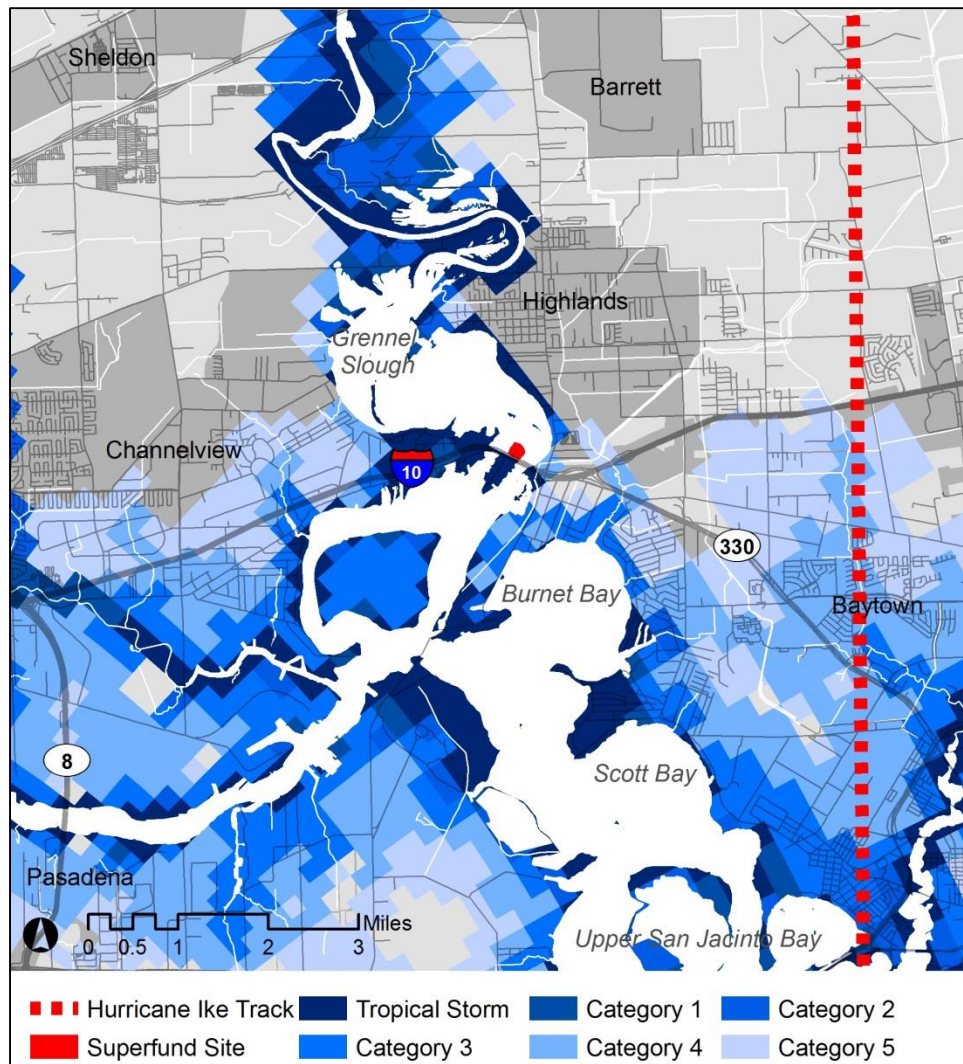 Sheldon
Barrett
Highlands
Grennel
Slough
Channelview
10
330
Burnet Bay
Baytown
8
Scott Bay
Pasadena
Miles
0 0.5 1 2 3
Upper San Jacinto Bay
Hurricane Ike Track Tropical Storm Category 1 Category 2
Superfund Site Category 3 Category 4 Category 5